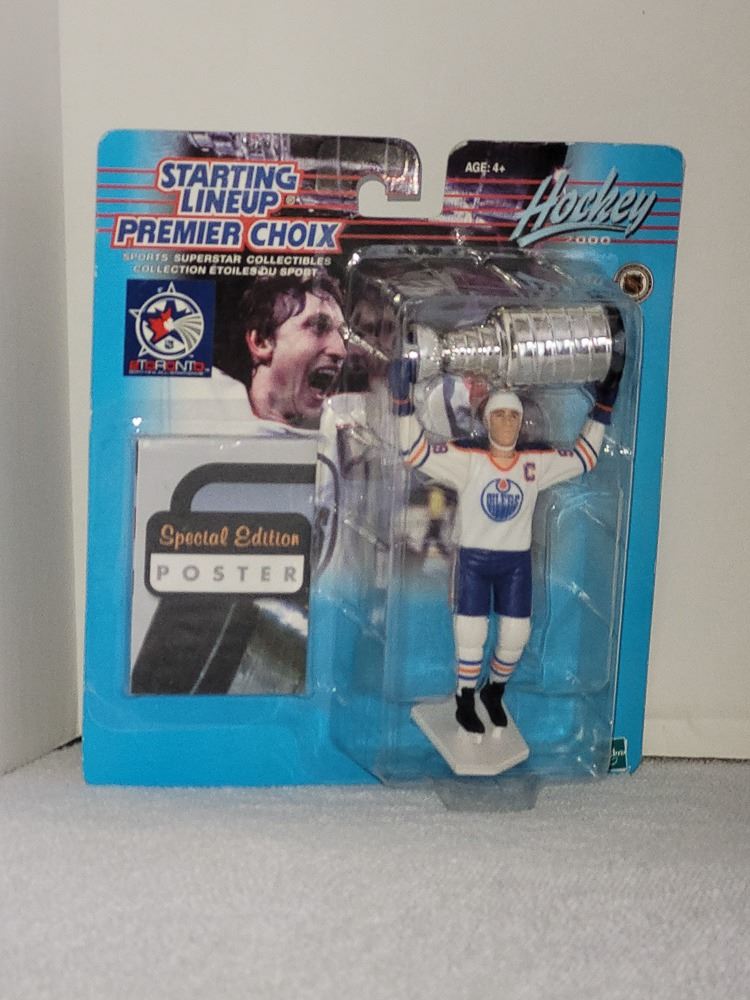 STARTING
LINEUP
PREMIER CHOIX
SPORTS SUPERSTAR COLLECTIBLES
COLLECTION ÉTOILES DU SPORT
AGE: 4+
Hockey
2000
TORONTO
Special Edition
POSTER
C
OILERS